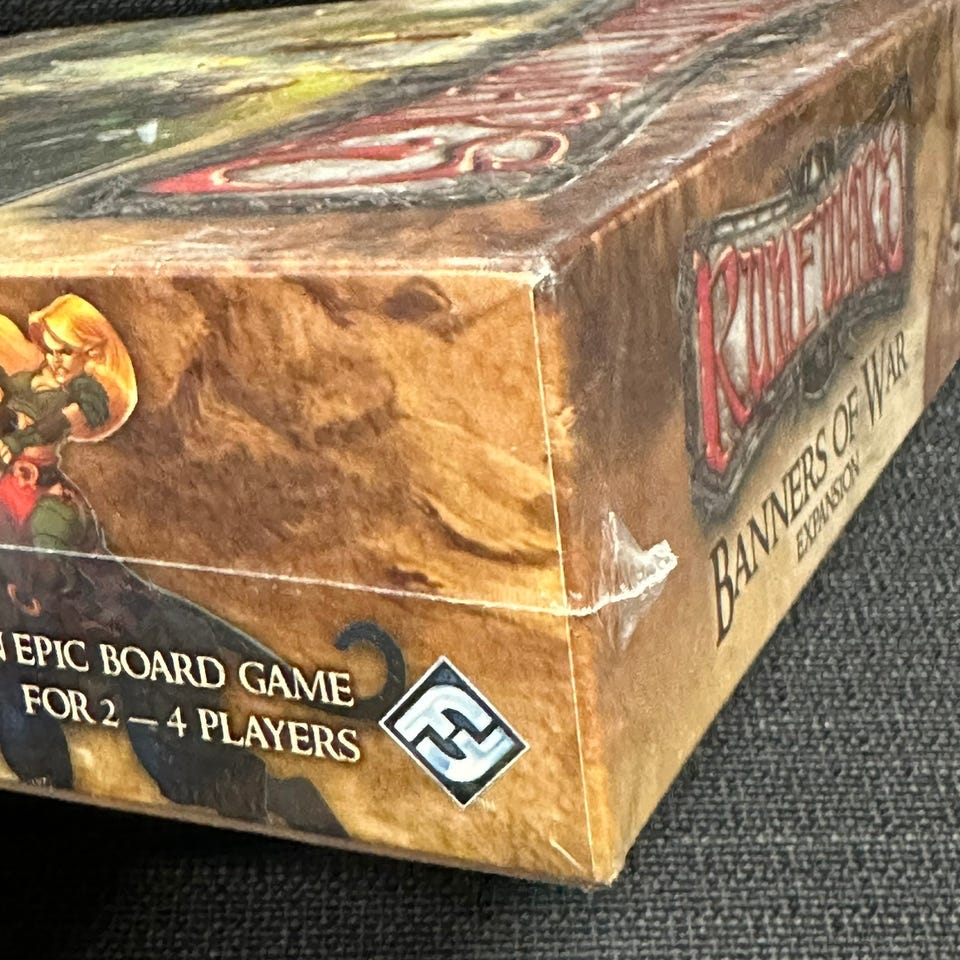 N EPIC BOARD GAME
FOR 2 – 4 PLAYERS
RUNEWARS
BANNERS OF WAR
EXPANSION